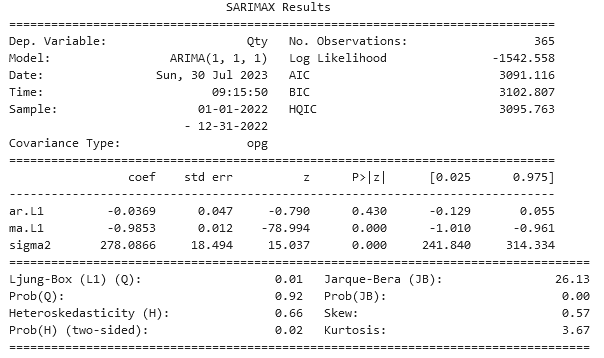 SARIMAX Results
==============================================================================
Dep. Variable:                    Qty   No. Observations:                  365
Model:                 ARIMA(1, 1, 1)   Log Likelihood               -1542.558
Date:                Sun, 30 Jul 2023   AIC                           3091.116
Time:                        09:15:50   BIC                           3102.807
Sample:                    01-01-2022   HQIC                          3095.763
                         - 12-31-2022
Covariance Type:                  opg
==============================================================================
                 coef    std err          z      P>|z|      [0.025      0.975]
------------------------------------------------------------------------------
ar.L1         -0.0369      0.047     -0.790      0.430      -0.129       0.055
ma.L1         -0.9853      0.012    -78.994      0.000      -1.010      -0.961
sigma2       278.0866     18.494     15.037      0.000     241.840     314.334
===================================================================================
Ljung-Box (L1) (Q):                   0.01   Jarque-Bera (JB):                26.13
Prob(Q):                              0.92   Prob(JB):                         0.00
Heteroskedasticity (H):               0.66   Skew:                             0.57
Prob(H) (two-sided):                  0.02   Kurtosis:                         3.67
===================================================================================